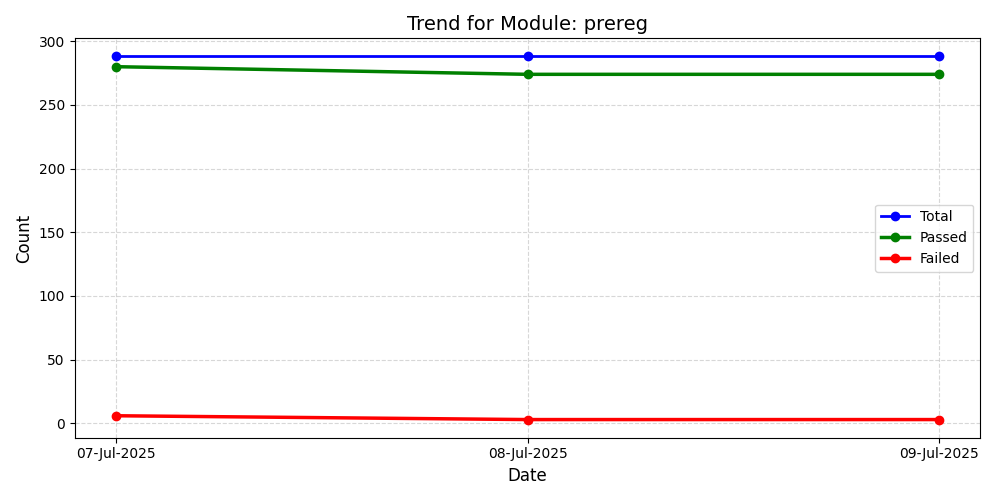 Trend for Module: prereg
300
250
200
150
100
50
0
Count
Total
Passed
Failed
07-Jul-2025
08-Jul-2025
09-Jul-2025
Date